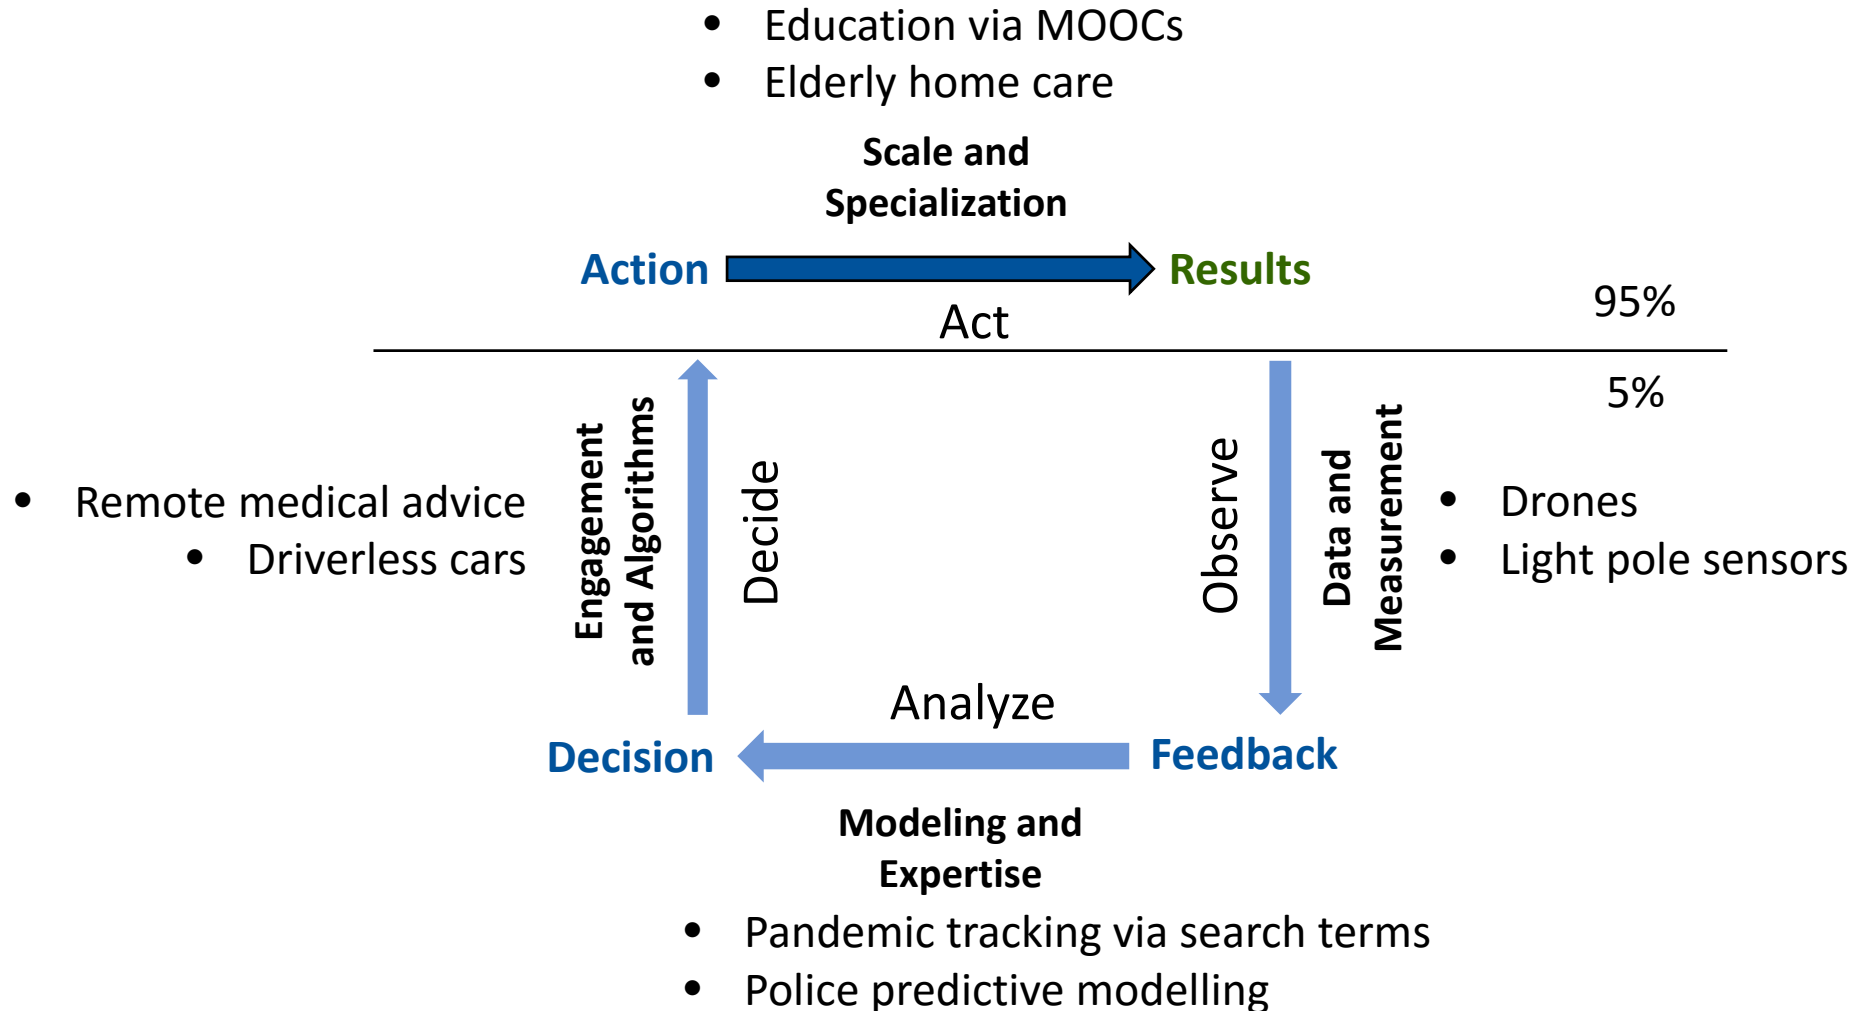 • Education via MOOCs
• Elderly home care
Scale and
Specialization
Action
Results
Act
95%
5%
• Remote medical advice
• Driverless cars
Engagement
and Algorithms
Decide
Observe
Data and
Measurement
• Drones
• Light pole sensors
Analyze
Decision
Feedback
Modeling and
Expertise
• Pandemic tracking via search terms
• Police predictive modelling